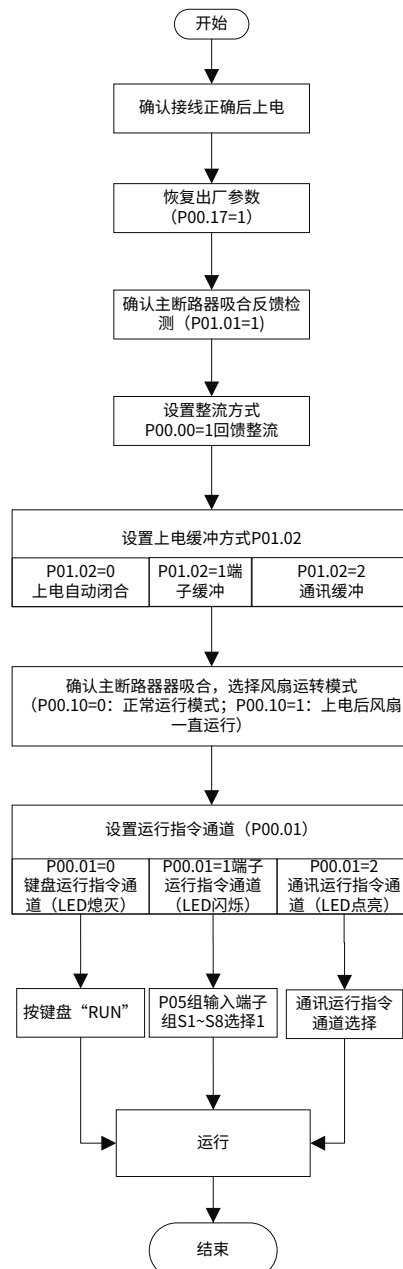 开始
确认接线正确后上电
恢复出厂参数
（P00.17=1）
确认主断路器吸合反馈检
测（P01.01=1)
设置整流方式
P00.00=1回馈整流
设置上电缓冲方式P01.02
P01.02=0
上电自动闭合
P01.02=1端
子缓冲
P01.02=2
通讯缓冲
确认主断路器器吸合，选择风扇运转模式
（P00.10=0：正常运行模式；P00.10=1：上电后风扇
一直运行）
设置运行指令通道（P00.01）
P00.01=0
键盘运行指令通
道（LED熄灭）
P00.01=1端子
运行指令通道
（LED闪烁）
P00.01=2
通讯运行指令通
道（LED点亮）
按键盘“RUN”
P05组输入端子
组S1~S8选择1
通讯运行指令
通道选择
运行
结束